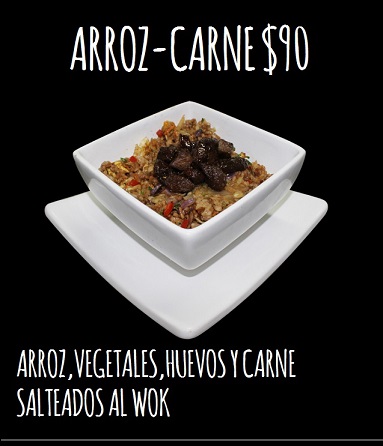 ARROZ-CARNE $90
ARROZ,VEGETALES,HUEVOS Y CARNE
SALTEADOS AL WOK